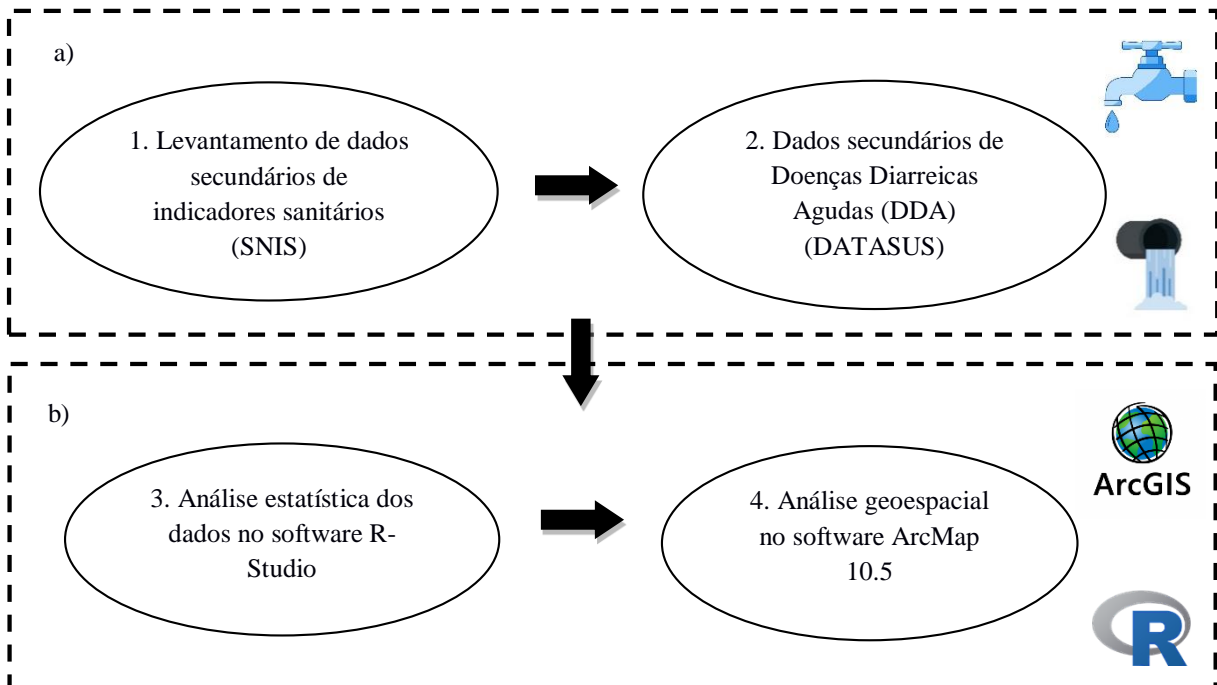 a)
1. Levantamento de dados
secundários de
indicadores sanitários
(SNIS)
2. Dados secundários de
Doenças Diarreicas
Agudas (DDA)
(DATASUS)
b)
3. Análise estatística dos
dados no software R-
Studio
4. Análise geoespacial
no software ArcMap
10.5
ArcGIS
R